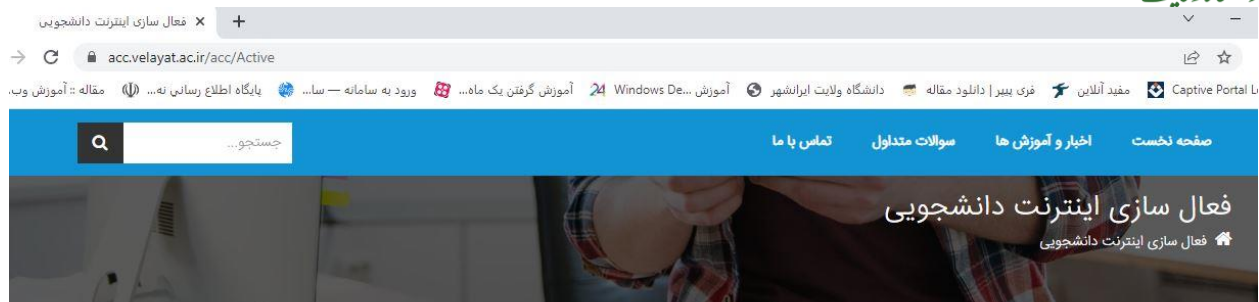 فعال سازی اینترنت دانشجویی
acc.velayat.ac.ir/acc/Active
Captive Portal Lo مفید آنلاین فری پیپر | دانلود مقاله دانشگاه ولایت ایرانشهر آموزش ...Windows De آموزش گرفتن یک ماه... ورود به سامانه — سا... پایگاه اطلاع رسانی نه... مقاله :: آموزش وب
صفحه نخست اخبار و آموزش ها سوالات متداول تماس با ما جستجو...
فعال سازی اینترنت دانشجویی
فعال سازی اینترنت دانشجویی